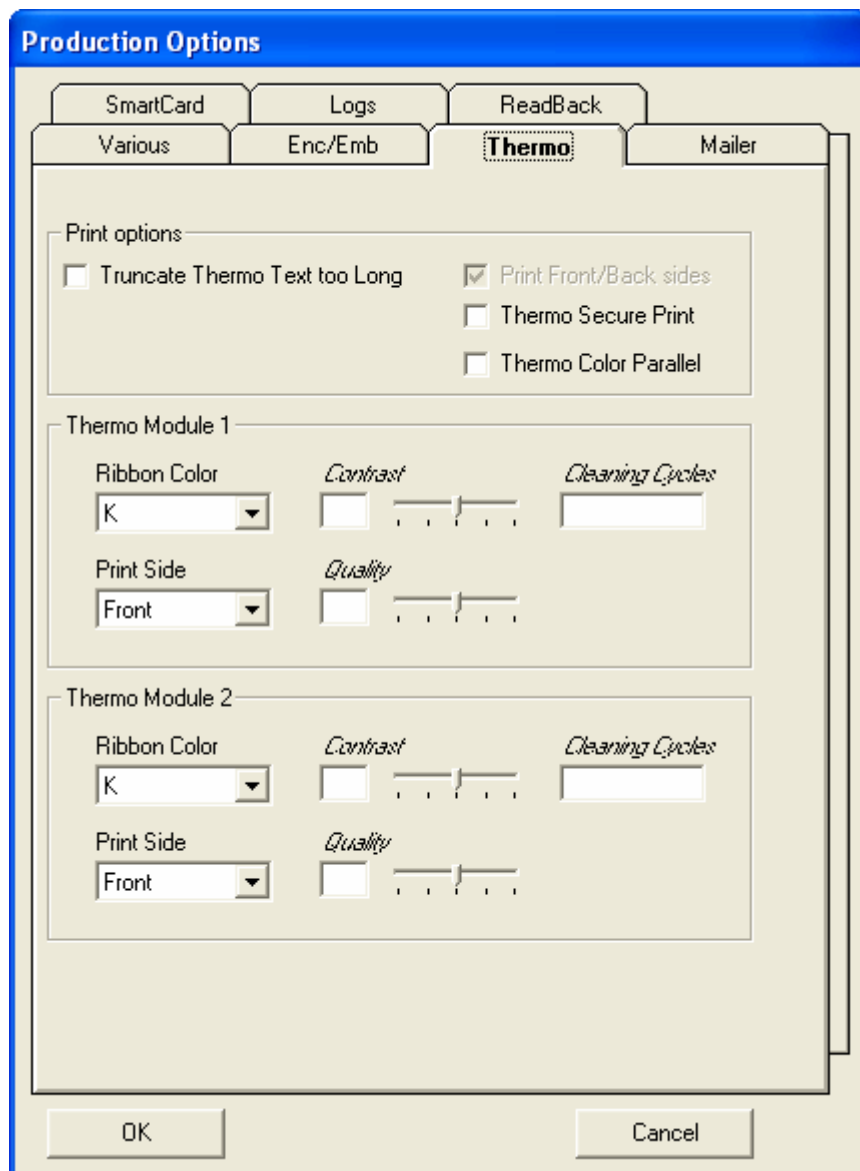 Production Options
SmartCard Logs ReadBack
Various Enc/Emb Thermo Mailer
Print options
Truncate Thermo Text too Long Print Front/Back sides
Thermo Secure Print
Thermo Color Parallel
Thermo Module 1
Ribbon Color Contrast Cleaning Cycles
K
Print Side Quality
Front
Thermo Module 2
Ribbon Color Contrast Cleaning Cycles
K
Print Side Quality
Front
OK Cancel